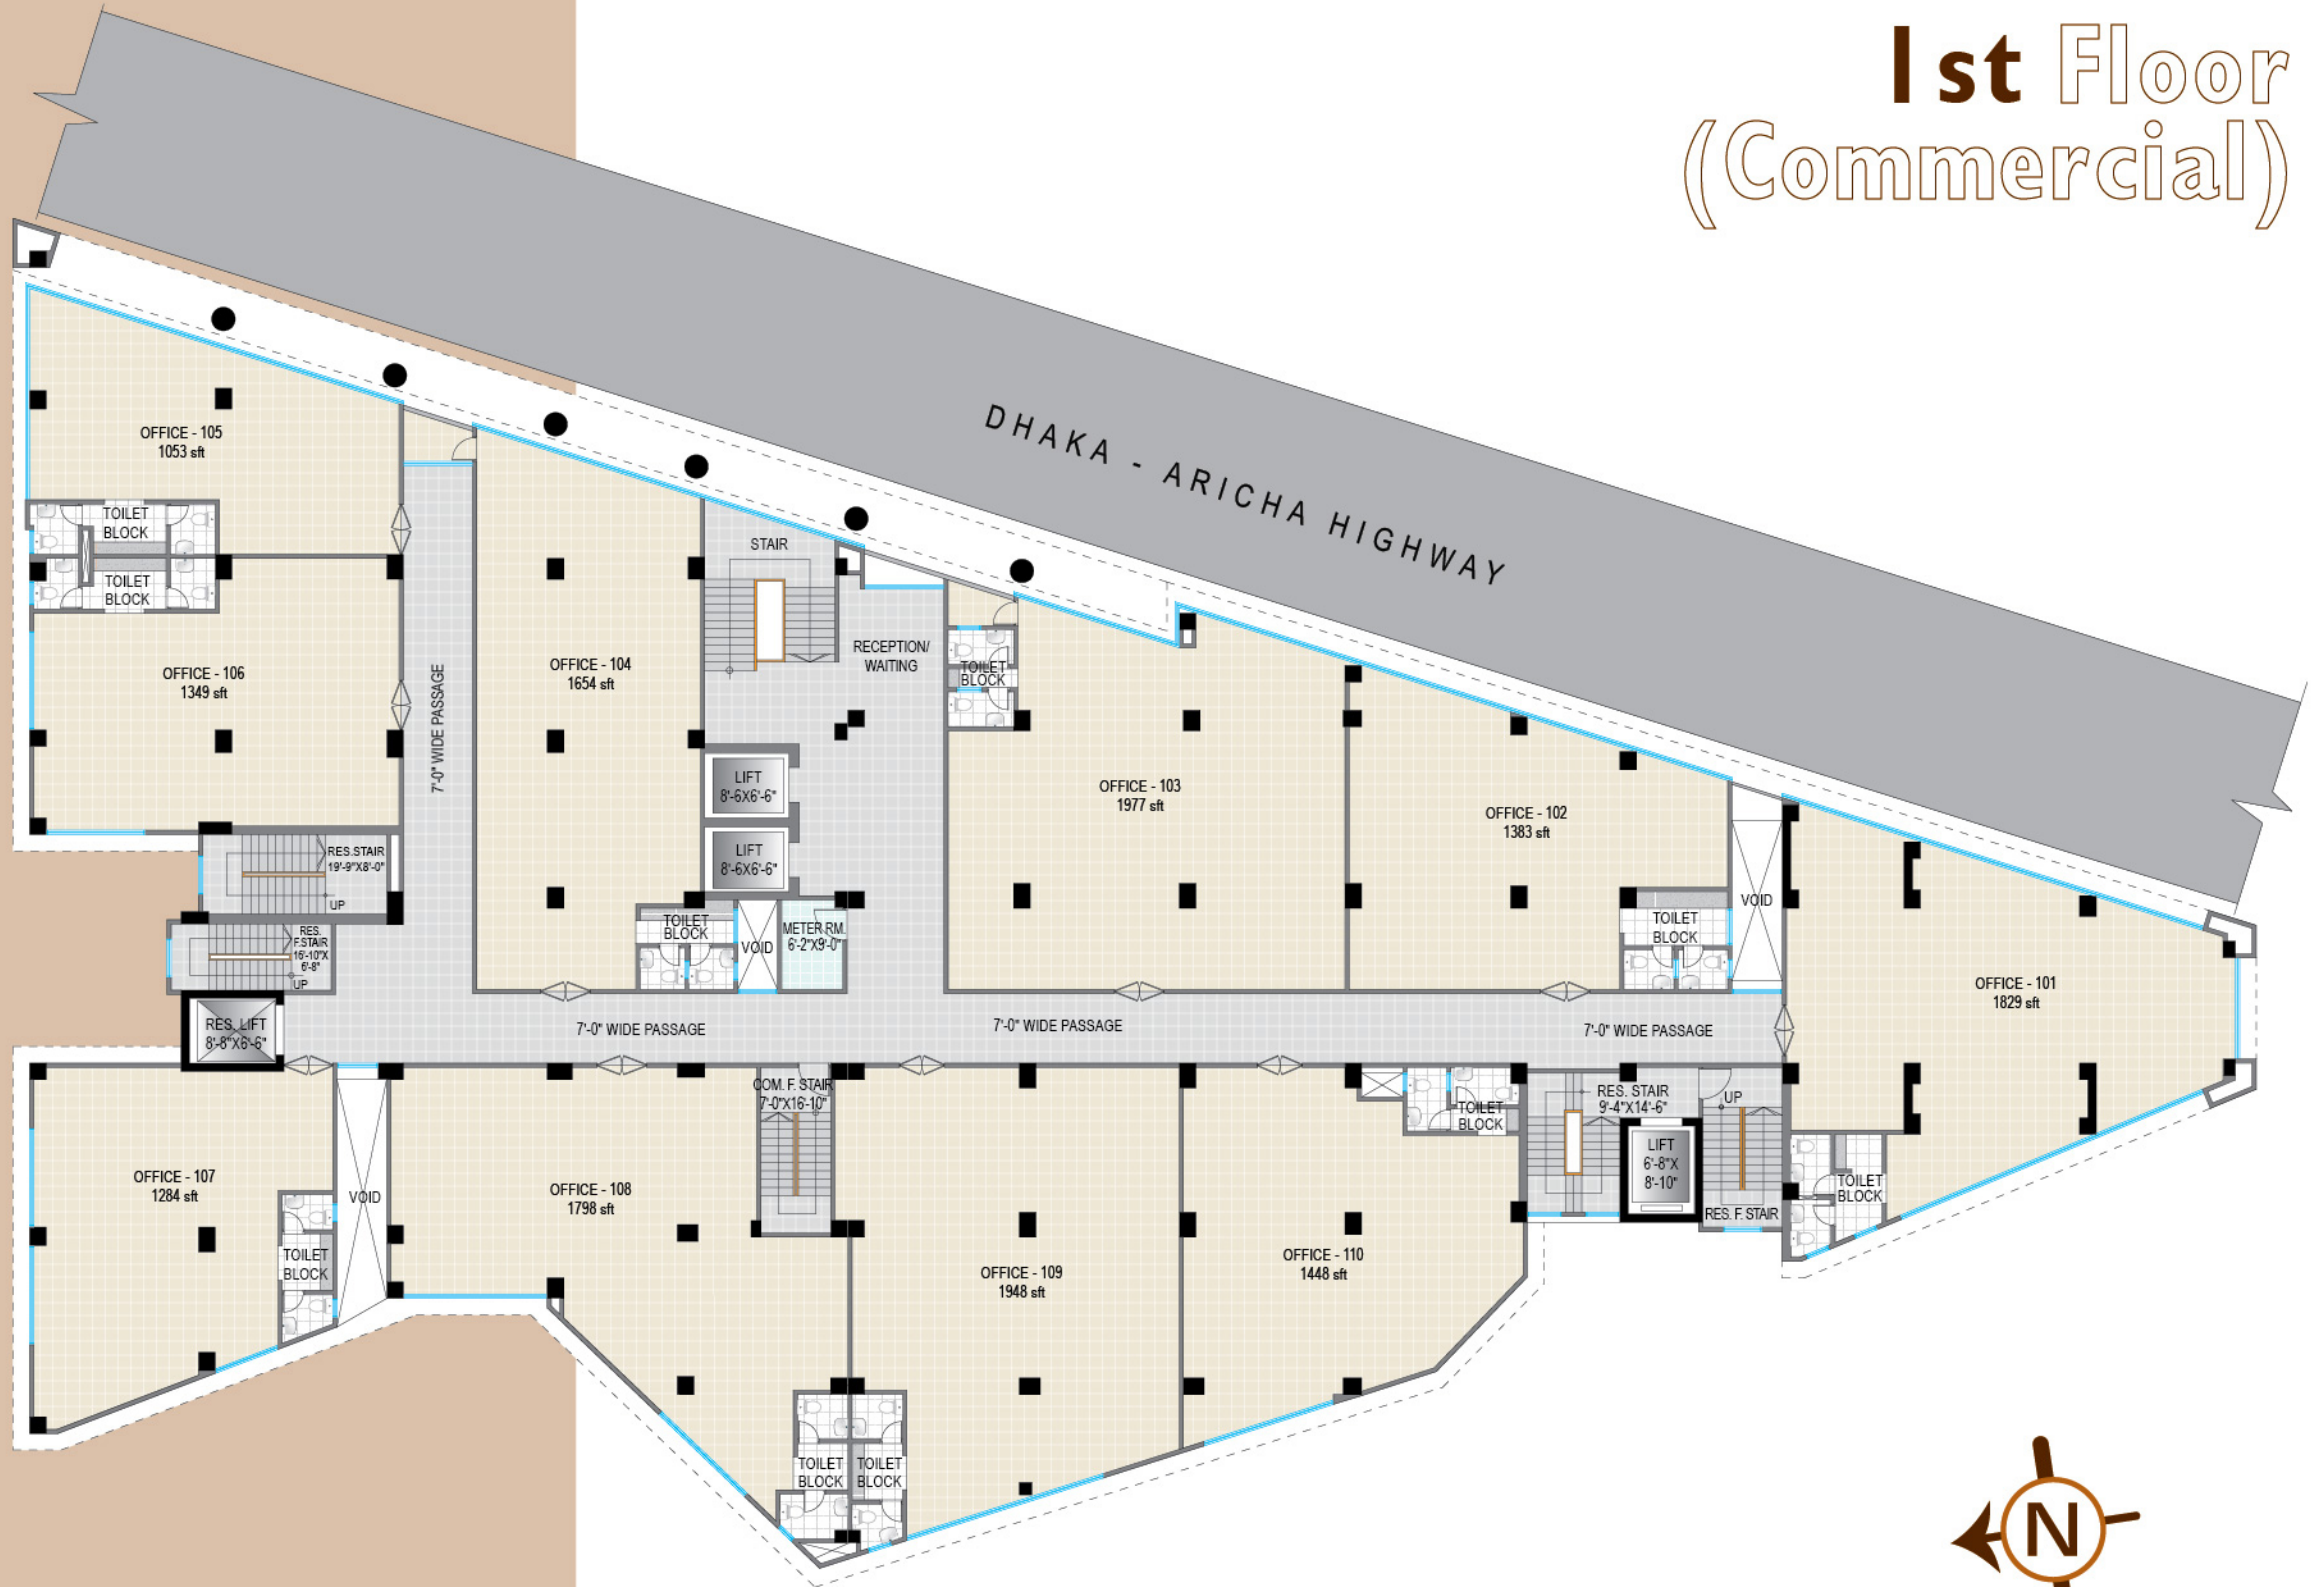 1st Floor
(Commercial)
DHAKA - ARICHA HIGHWAY
OFFICE - 105
1053 sft
TOILET
BLOCK
TOILET
BLOCK
OFFICE - 106
1349 sft
7'-0" WIDE PASSAGE
OFFICE - 104
1654 sft
STAIR
RECEPTION/
WAITING
LIFT
8'-6X6'-6"
LIFT
8'-6X6'-6"
TOILET
BLOCK
VOID
METER RM.
6'-2"X9'-0"
TOILET
BLOCK
OFFICE - 103
1977 sft
OFFICE - 102
1383 sft
TOILET
BLOCK
VOID
OFFICE - 101
1829 sft
RES.STAIR
19'-9"X8'-0"
UP
RES.
F.STAIR
16'-10"X
6'-8"
UP
RES. LIFT
8'-8"X6'-6"
7'-0" WIDE PASSAGE
7'-0" WIDE PASSAGE
7'-0" WIDE PASSAGE
OFFICE - 107
1284 sft
TOILET
BLOCK
VOID
OFFICE - 108
1798 sft
COM. F. STAIR
7'-0"X16'-10"
TOILET
BLOCK
TOILET
BLOCK
OFFICE - 109
1948 sft
OFFICE - 110
1448 sft
TOILET
BLOCK
RES. STAIR
9'-4"X14'-6"
LIFT
6'-8"X
8'-10"
UP
RES. F. STAIR
TOILET
BLOCK
N